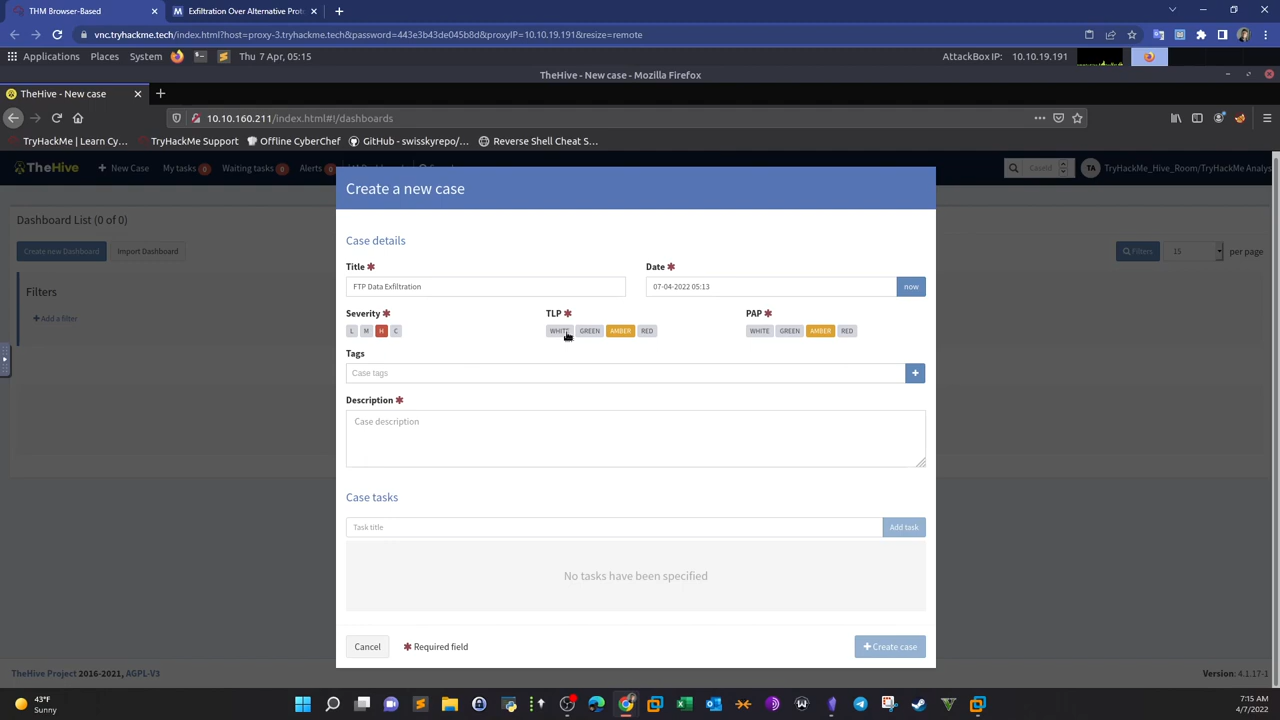 THM Browser-Based
Exfiltration Over Alternative Pr
vnc.tryhackme.tech/index.html?host=proxy-3.tryhackme.tech&password=443e3b43de045b8d&proxyIP=10.10.19.191&resize=remote
Applications Places System Thu 7 Apr, 05:15 AttackBox IP: 10.10.19.191
TheHive - New case - Mozilla Firefox
TheHive - New case
10.10.160.211/index.html#!/dashboards
TryHackMe | Learn Cy... TryHackMe Support Offline CyberChef GitHub - swisskyrepo/... Reverse Shell Cheat S...
TheHive + New Case My tasks 0 Waiting tasks 0 Alerts CaseId TA TryHackMe_Hive_Room/TryHackMe Analys
Create a new case
Dashboard List (0 of 0)
Create new Dashboard Import Dashboard Filters 15 per page
Filters
+ Add a filter
Case details
Title * Date *
FTP Data Exfiltration 07-04-2022 05:13 now
Severity * TLP * PAP *
L M H C WHITE GREEN AMBER RED WHITE GREEN AMBER RED
Tags
Case tags +
Description *
Case description
Case tasks
Task title Add task
No tasks have been specified
Cancel * Required field + Create case
TheHive Project 2016-2021, AGPL-V3 Version: 4.1.17-1
43°F
Sunny
7:15 AM
4/7/2022